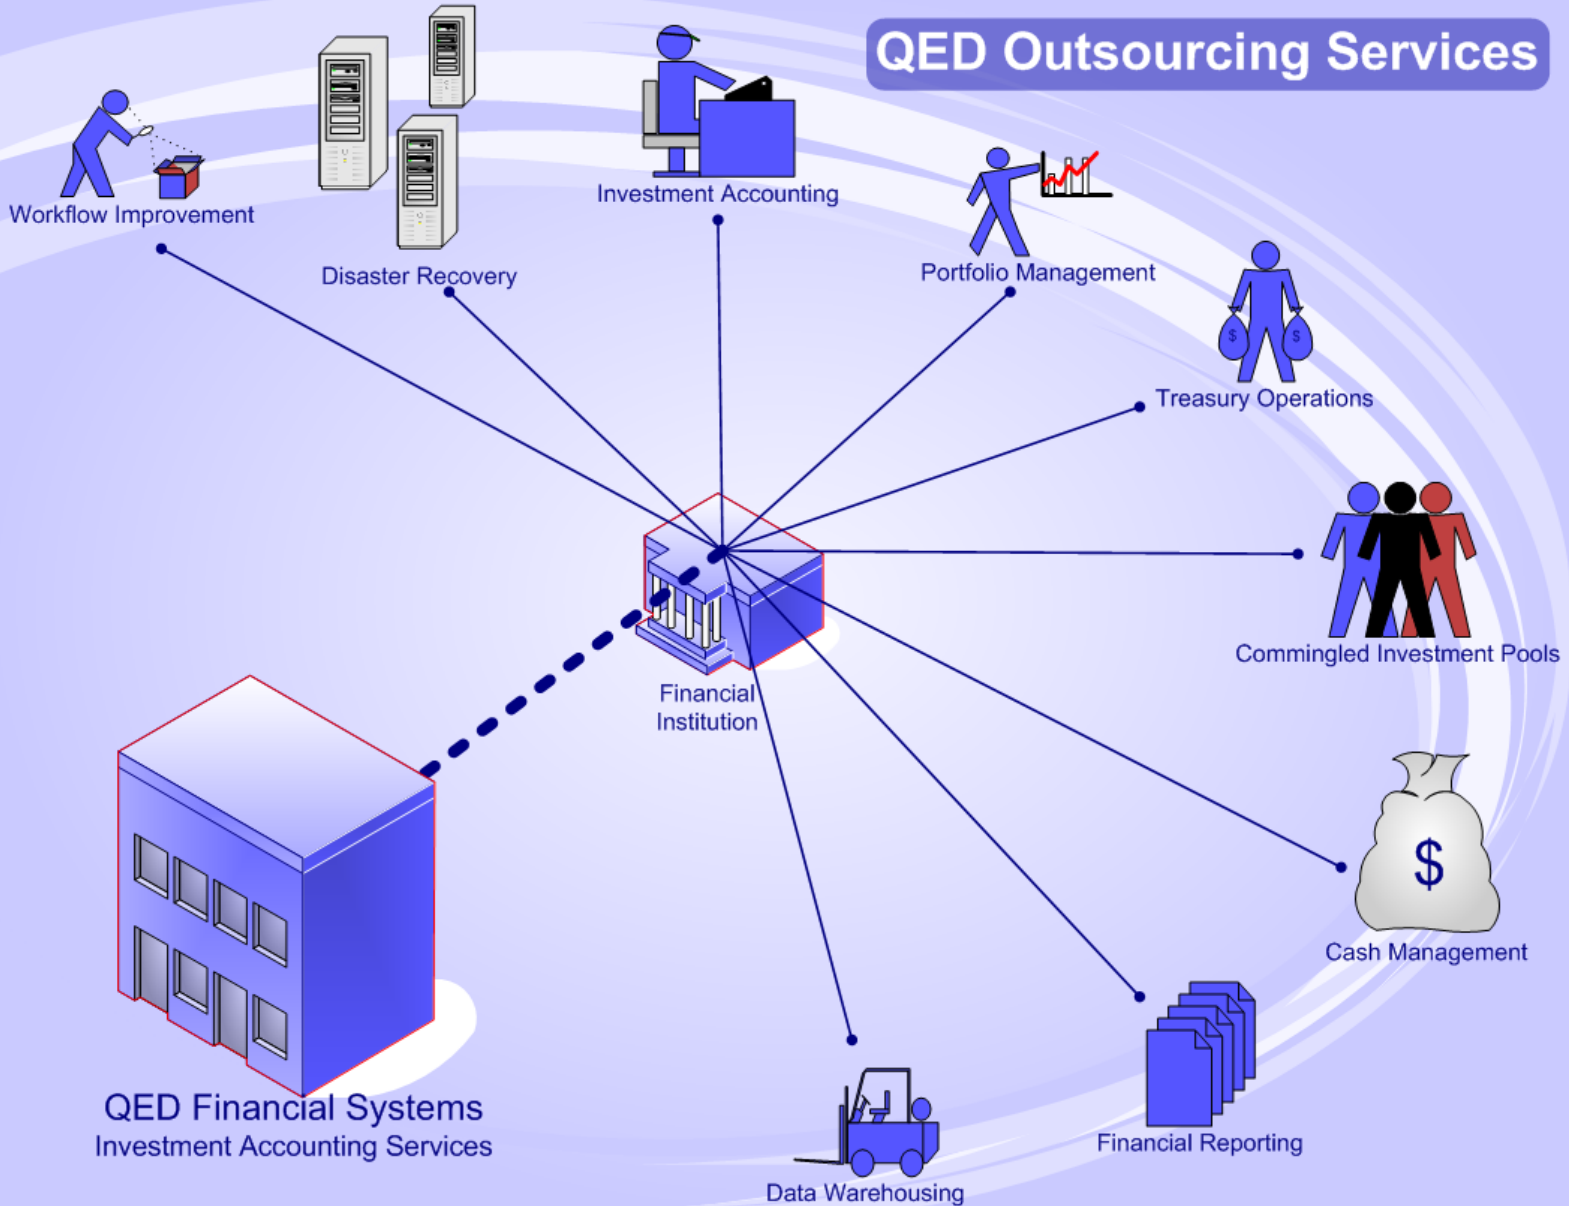 QED Outsourcing Services
Workflow Improvement
Disaster Recovery
Investment Accounting
Portfolio Management
$
$
Treasury Operations
Commingled Investment Pools
Financial
Institution
$
Cash Management
QED Financial Systems
Investment Accounting Services
Financial Reporting
Data Warehousing